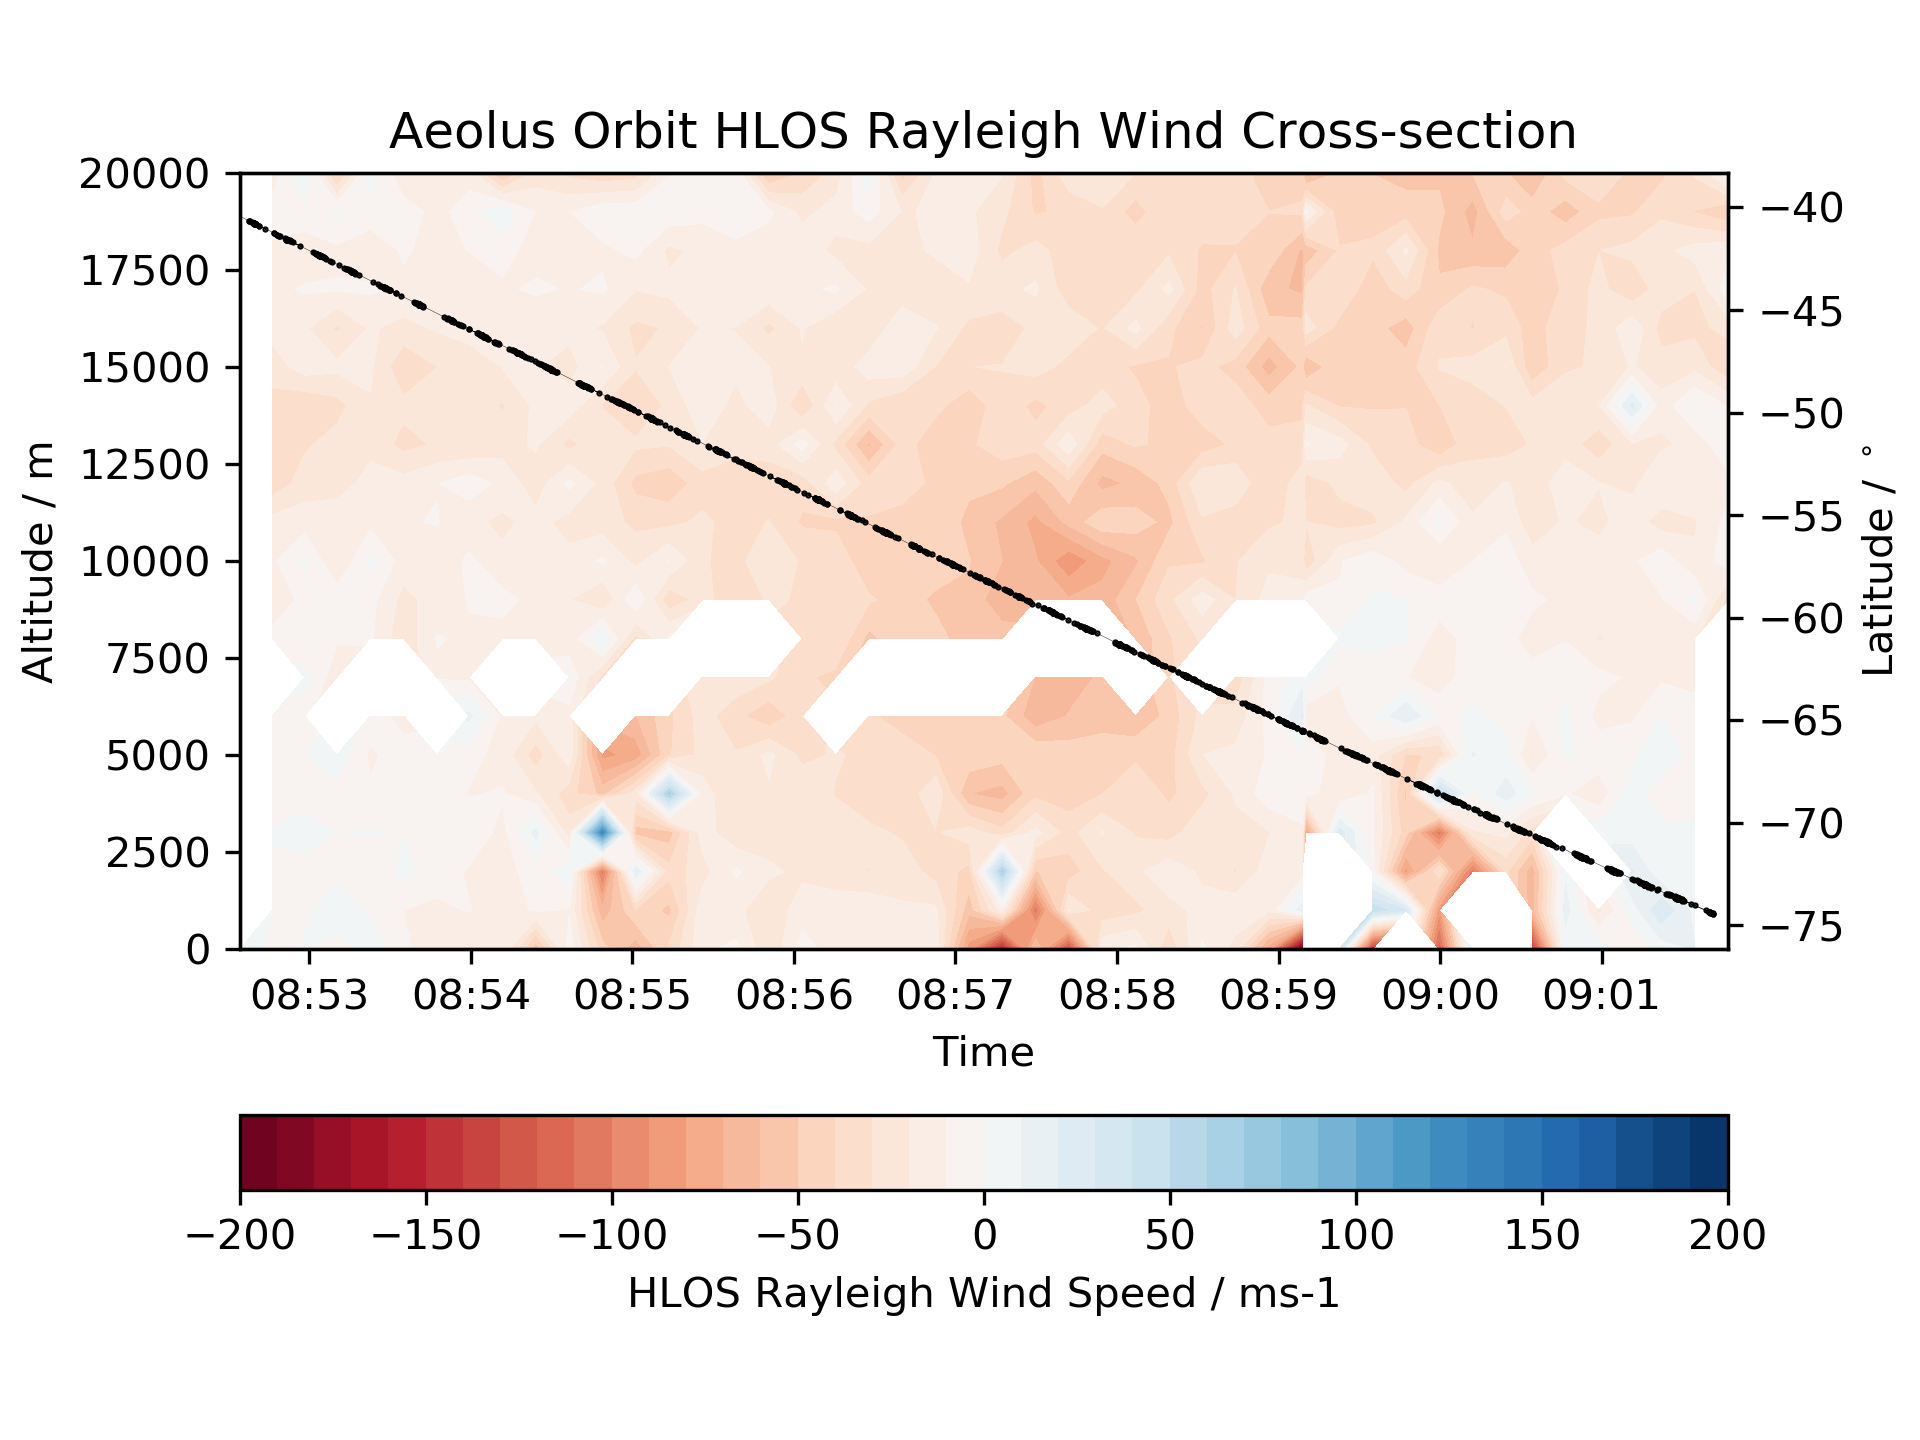 Aeolus Orbit HLOS Rayleigh Wind Cross-section
20000
17500
15000
12500
10000
7500
5000
2500
0
Altitude / m
−40
−45
−50
−55
−60
−65
−70
−75
Latitude / °
08:53 08:54 08:55 08:56 08:57 08:58 08:59 09:00 09:01
Time
−200 −150 −100 −50 0 50 100 150 200
HLOS Rayleigh Wind Speed / ms-1